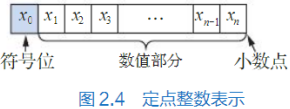 x₀ x₁ x₂ x₃ … xₙ₋₁ xₙ
符号位 数值部分 小数点
图 2.4 定点整数表示